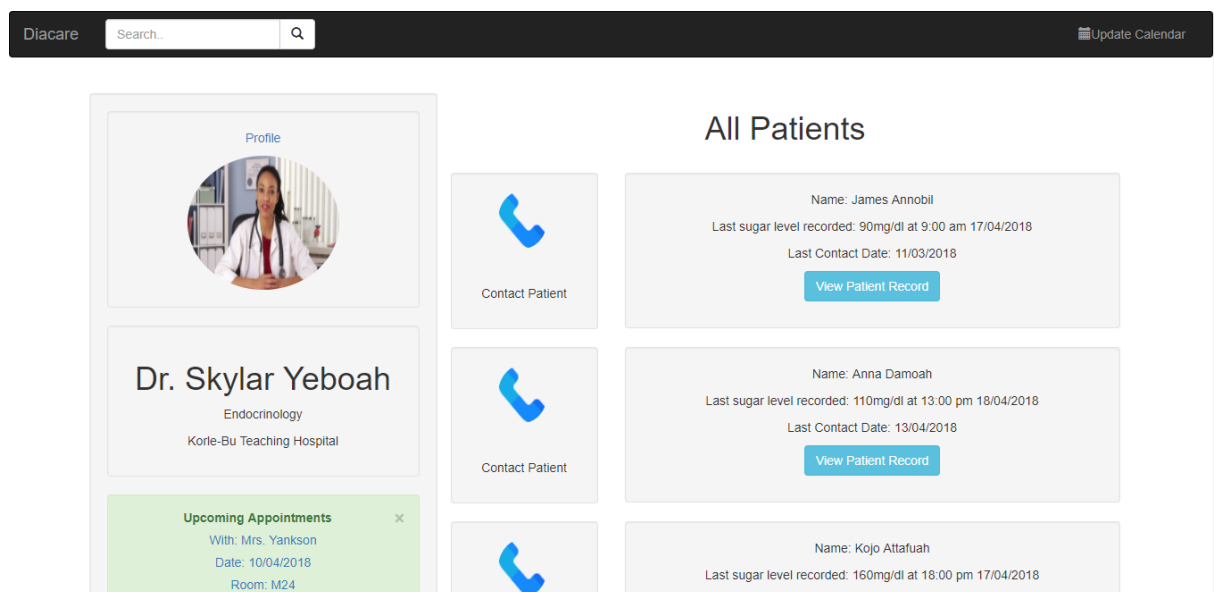 Diacare
Search..
Update Calendar
Profile
Dr. Skylar Yeboah
Endocrinology
Korle-Bu Teaching Hospital
Upcoming Appointments ×
With: Mrs. Yankson
Date: 10/04/2018
Room: M24
All Patients
Contact Patient
Name: James Annobil
Last sugar level recorded: 90mg/dl at 9:00 am 17/04/2018
Last Contact Date: 11/03/2018
View Patient Record
Contact Patient
Name: Anna Damoah
Last sugar level recorded: 110mg/dl at 13:00 pm 18/04/2018
Last Contact Date: 13/04/2018
View Patient Record
Name: Kojo Attafuah
Last sugar level recorded: 160mg/dl at 18:00 pm 17/04/2018